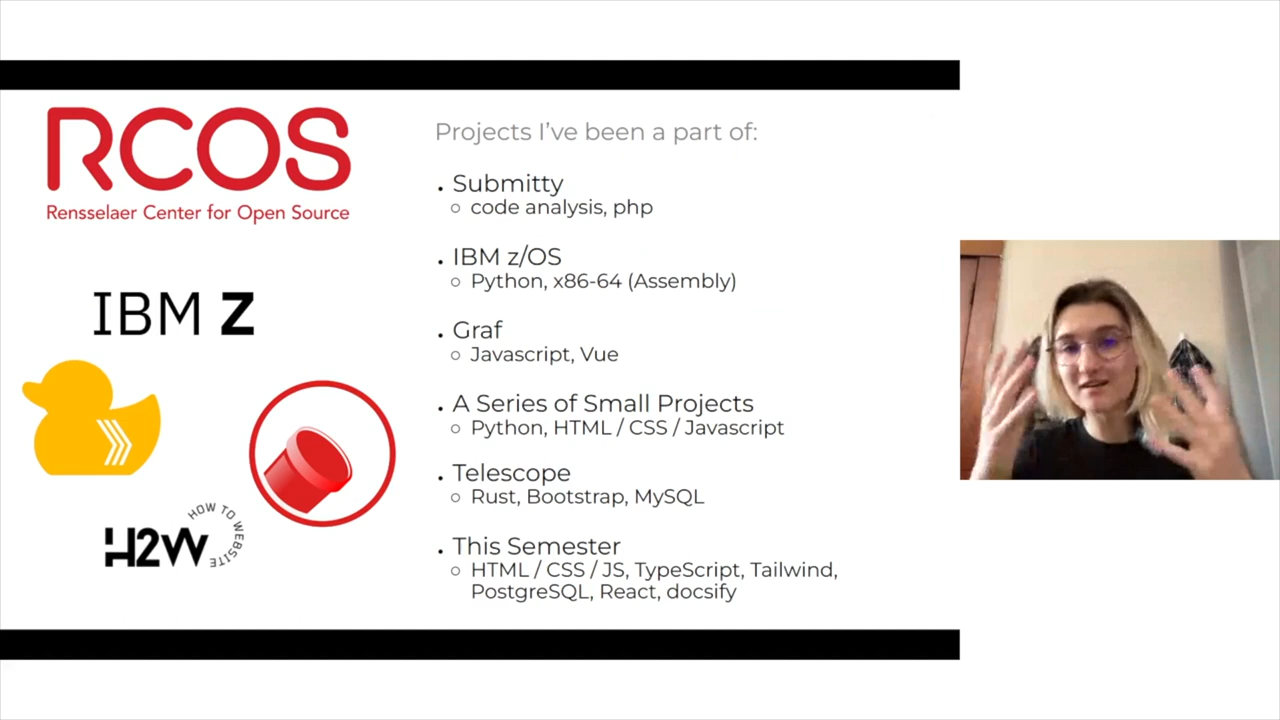 RCOS
Rensselaer Center for Open Source
IBM Z
H2W
HOW TO WEBSITE
Projects I've been a part of:
Submitty
code analysis, php
IBM z/OS
Python, x86-64 (Assembly)
Graf
Javascript, Vue
A Series of Small Projects
Python, HTML / CSS / Javascript
Telescope
Rust, Bootstrap, MySQL
This Semester
HTML / CSS / JS, TypeScript, Tailwind,
PostgreSQL, React, docsify